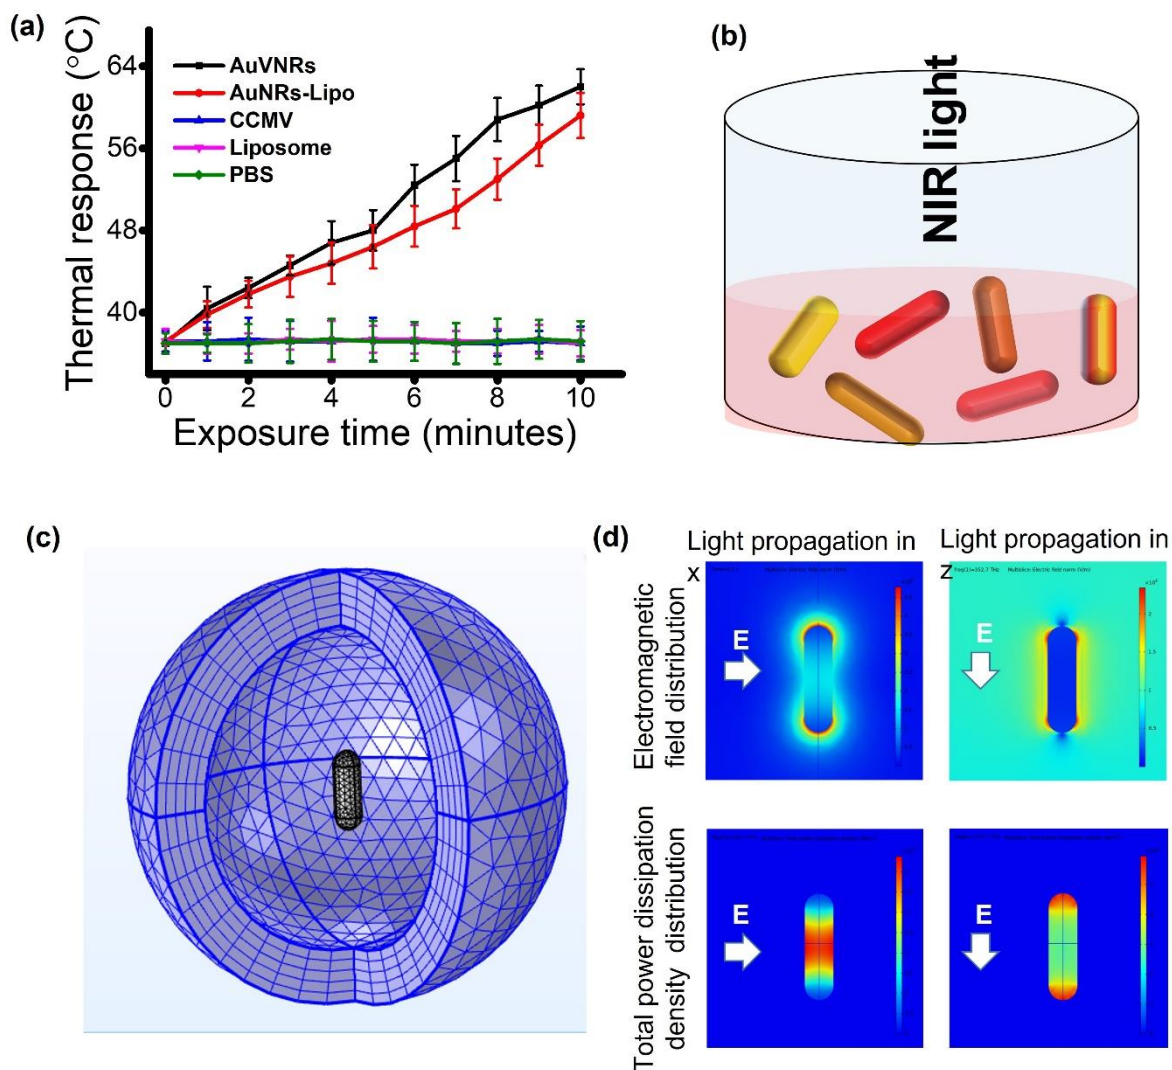 (a)
Thermal response (°C)
64
56
48
40
AuVNRs
AuNRs-Lipo
CCMV
Liposome
PBS
0 2 4 6 8 10
Exposure time (minutes)
(b)
NIR light
(c)
(d)
Light propagation in
x
Light propagation in
z
Electromagnetic
field distribution
E
E
Total power dissipation
density distribution
E
E